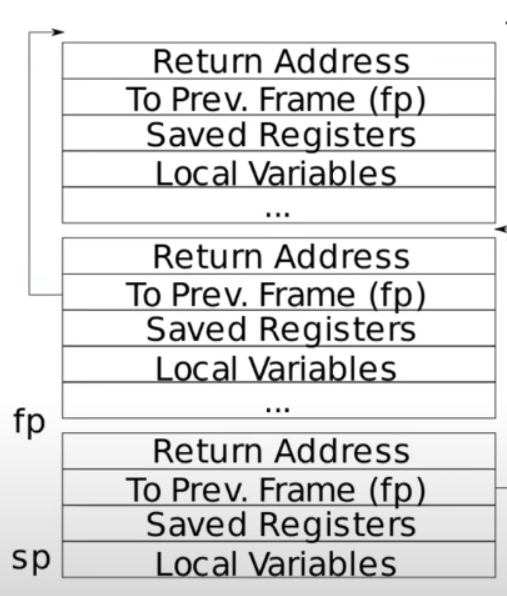 Return Address
To Prev. Frame (fp)
Saved Registers
Local Variables
...
Return Address
To Prev. Frame (fp)
Saved Registers
Local Variables
...
fp
Return Address
To Prev. Frame (fp)
Saved Registers
sp Local Variables